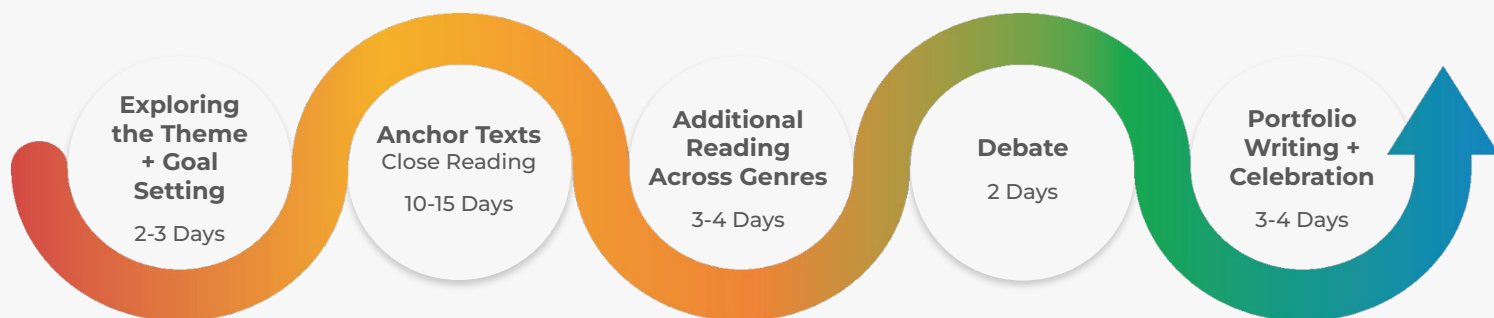 Exploring
the Theme
+ Goal
Setting
2-3 Days
Anchor Texts
Close Reading
10-15 Days
Additional
Reading
Across Genres
3-4 Days
Debate
2 Days
Portfolio
Writing +
Celebration
3-4 Days